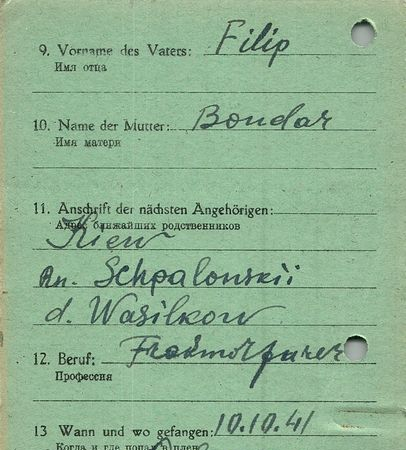 9. Vorname des Vaters: Filip
Имя отца
10. Name der Mutter: Bondar
Имя матери
11. Anschrift der nächsten Angehörigen:
Адрес ближайших родственников
Kiew
Rn. Schpalonskii
d. Wasilkow
12. Beruf:
Профессия
13 Wann und wo gefangen: 10.10.41
Когда и где попал в плен